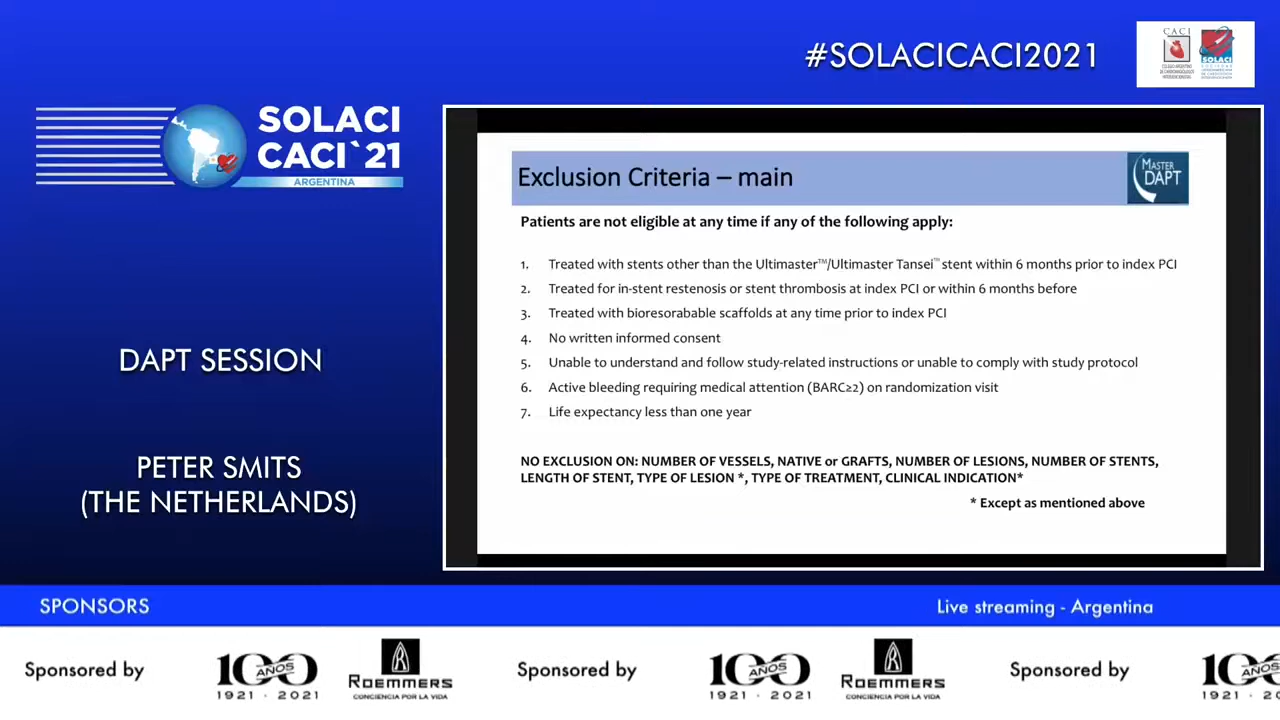 #SOLACICACI2021
CACI
SOLACI
SOLACI
CACI`21
ARGENTINA
DAPT SESSION
PETER SMITS
(THE NETHERLANDS)
Exclusion Criteria – main
MASTER
DAPT
Patients are not eligible at any time if any of the following apply:
1. Treated with stents other than the Ultimaster™/Ultimaster Tansei™ stent within 6 months prior to index PCI
2. Treated for in-stent restenosis or stent thrombosis at index PCI or within 6 months before
3. Treated with bioresorabable scaffolds at any time prior to index PCI
4. No written informed consent
5. Unable to understand and follow study-related instructions or unable to comply with study protocol
6. Active bleeding requiring medical attention (BARC≥2) on randomization visit
7. Life expectancy less than one year
NO EXCLUSION ON: NUMBER OF VESSELS, NATIVE or GRAFTS, NUMBER OF LESIONS, NUMBER OF STENTS,
LENGTH OF STENT, TYPE OF LESION *, TYPE OF TREATMENT, CLINICAL INDICATION*
* Except as mentioned above
SPONSORS
Live streaming - Argentina
Sponsored by
100 AÑOS
1921 - 2021
ROEMMERS
CONCIENCIA POR LA VIDA
Sponsored by
100 AÑOS
1921 - 2021
ROEMMERS
CONCIENCIA POR LA VIDA
Sponsored by